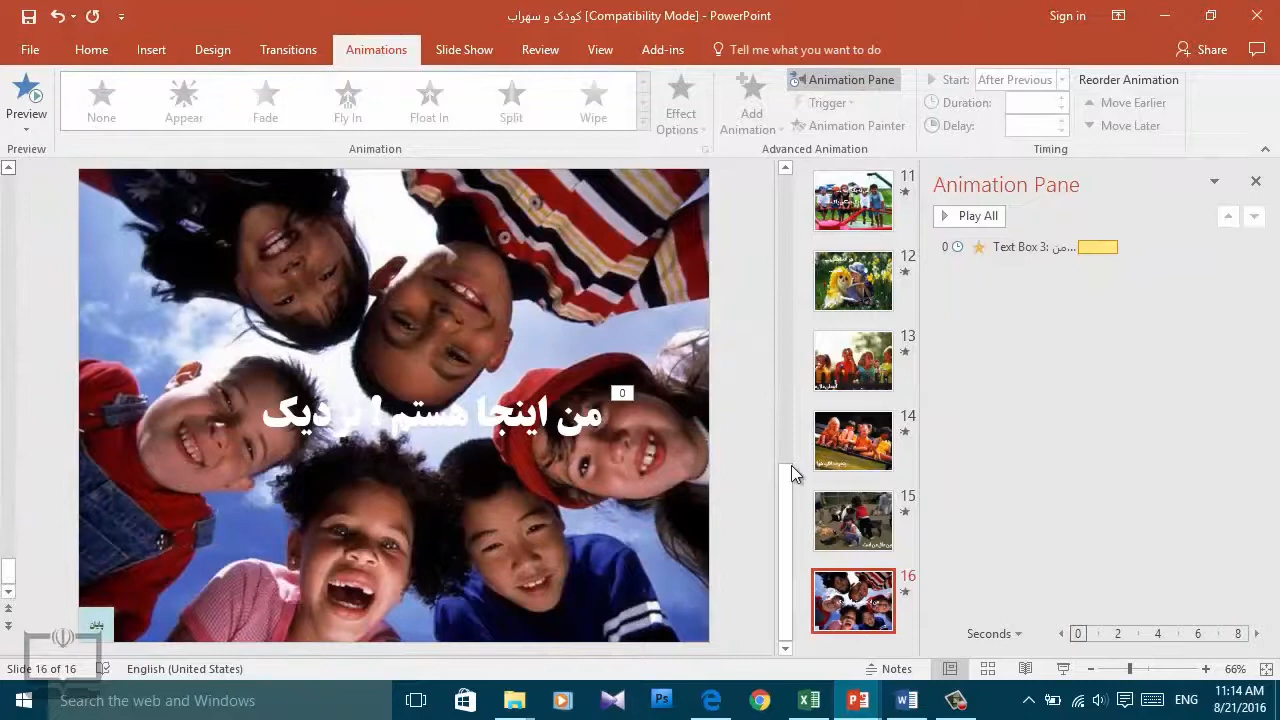 کودک و سهراب [Compatibility Mode] - PowerPoint
Sign in
File Home Insert Design Transitions Animations Slide Show Review View Add-ins Tell me what you want to do Share
Preview
None Appear Fade Fly In Float In Split Wipe
Effect Options
Add Animation
Animation Pane
Trigger
Animation Painter
Start: After Previous
Duration:
Delay:
Reorder Animation
Move Earlier
Move Later
Preview Animation Advanced Animation Timing
من اینجا هستم ! نزدیک
0
پایان
11
12
13
14
15
16
Animation Pane
Play All
0 Text Box 3: من...
Seconds 0 2 4 6 8
Slide 16 of 16 English (United States) Notes 66%
Search the web and Windows
ENG
11:14 AM
8/21/2016